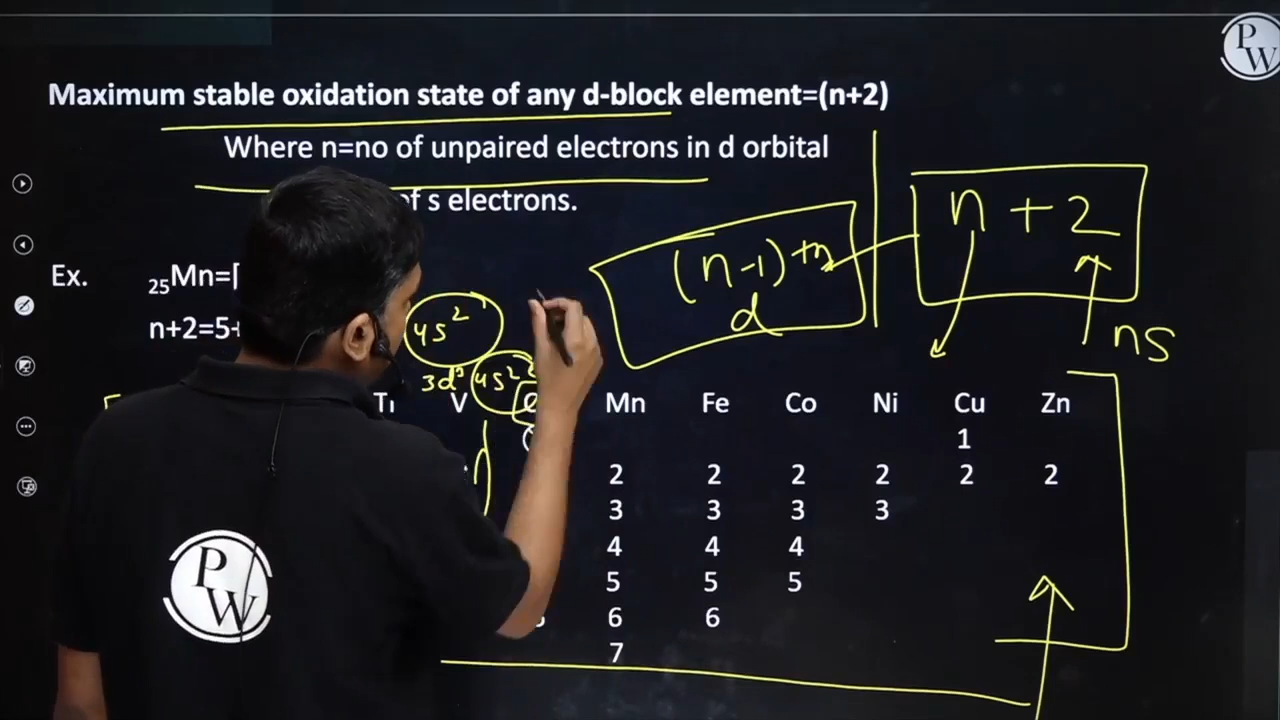 P
W
Maximum stable oxidation state of any d-block element=(n+2)
Where n=no of unpaired electrons in d orbital
of s electrons.
n + 2
(n-1) + n
d
ns
Ex. 25Mn=[
n+2=5+
4s2
3d3 4s2
Ti V Mn Fe Co Ni Cu Zn
1
2 2 2 2 2 2
3 3 3 3
4 4 4
5 5 5
6 6
7
P
W